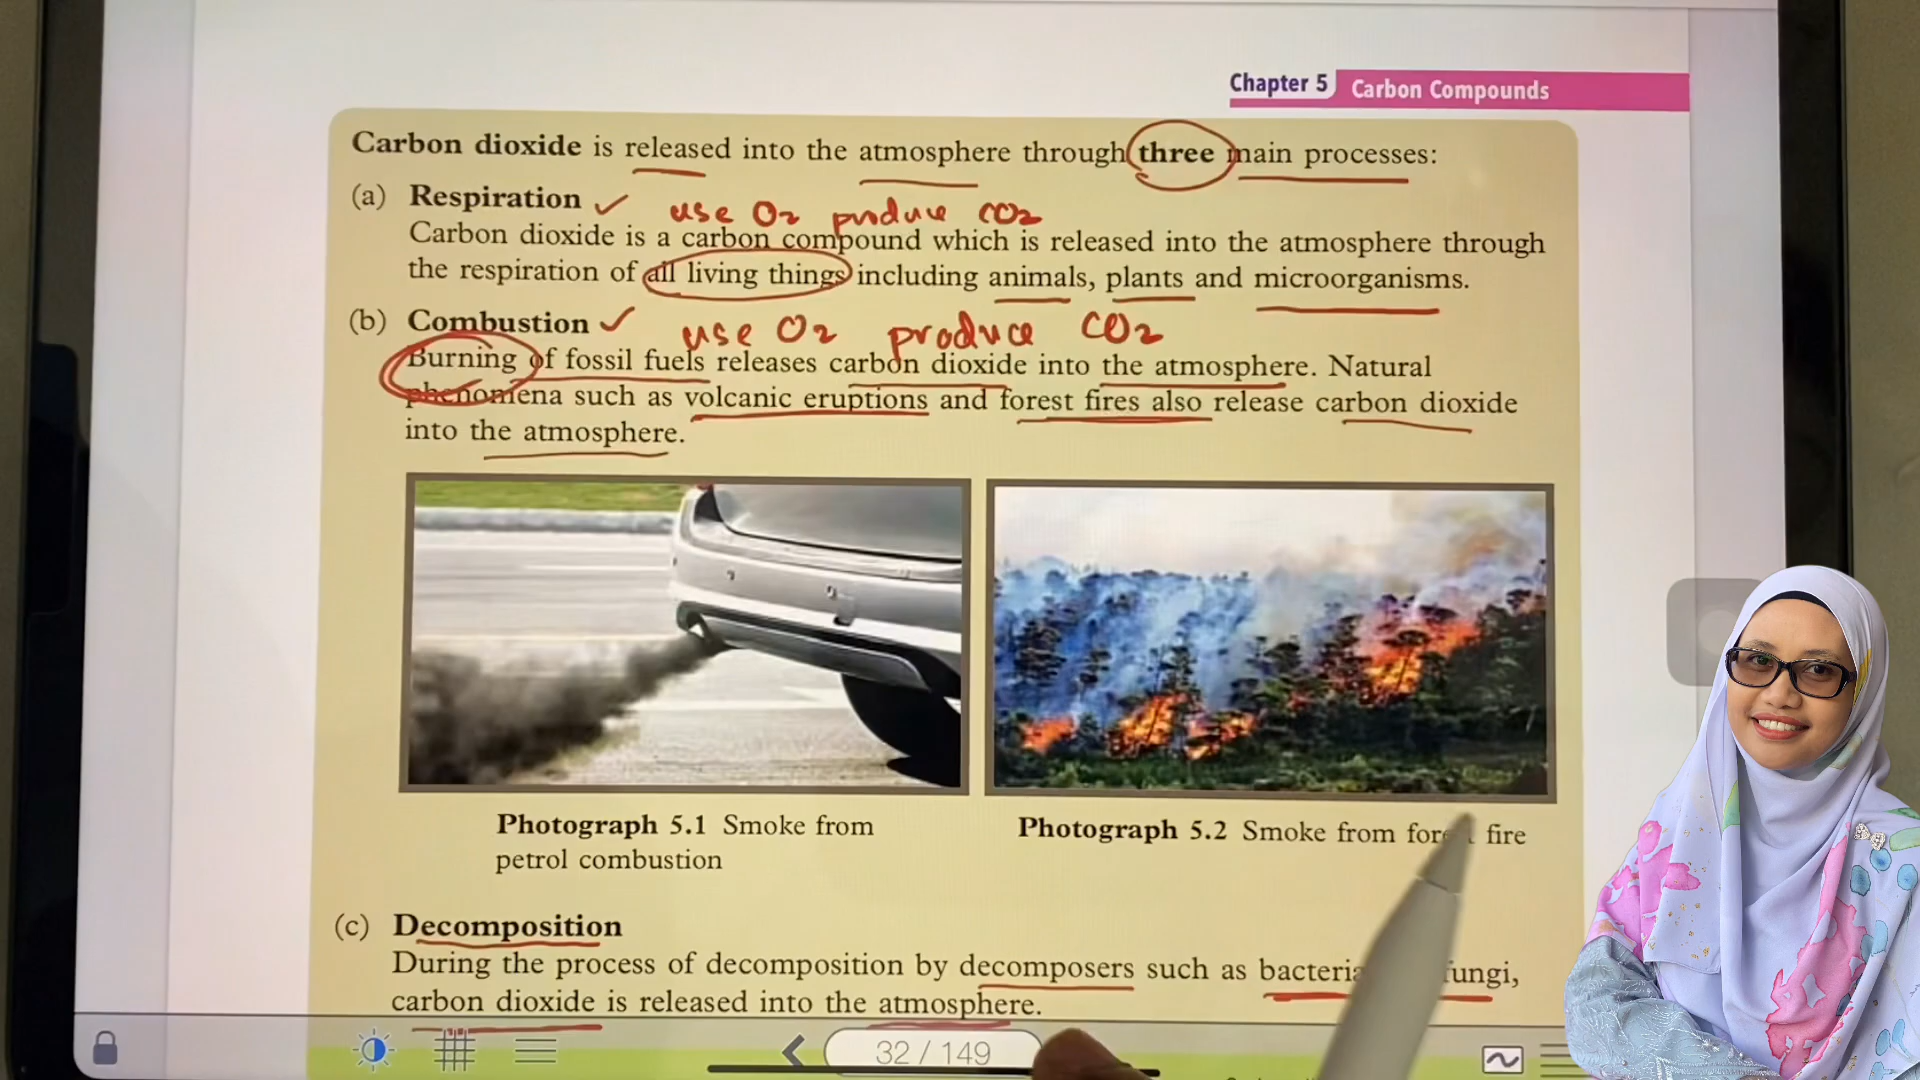 Chapter 5 Carbon Compounds
Carbon dioxide is released into the atmosphere through three main processes:
(a) Respiration ✓ use O2 produce CO2
Carbon dioxide is a carbon compound which is released into the atmosphere through
the respiration of all living things including animals, plants and microorganisms.
(b) Combustion ✓ use O2 produce CO2
Burning of fossil fuels releases carbon dioxide into the atmosphere. Natural
phenomena such as volcanic eruptions and forest fires also release carbon dioxide
into the atmosphere.
Photograph 5.1 Smoke from
petrol combustion
Photograph 5.2 Smoke from fire
(c) Decomposition
During the process of decomposition by decomposers such as bacteria fungi,
carbon dioxide is released into the atmosphere.
32 / 149